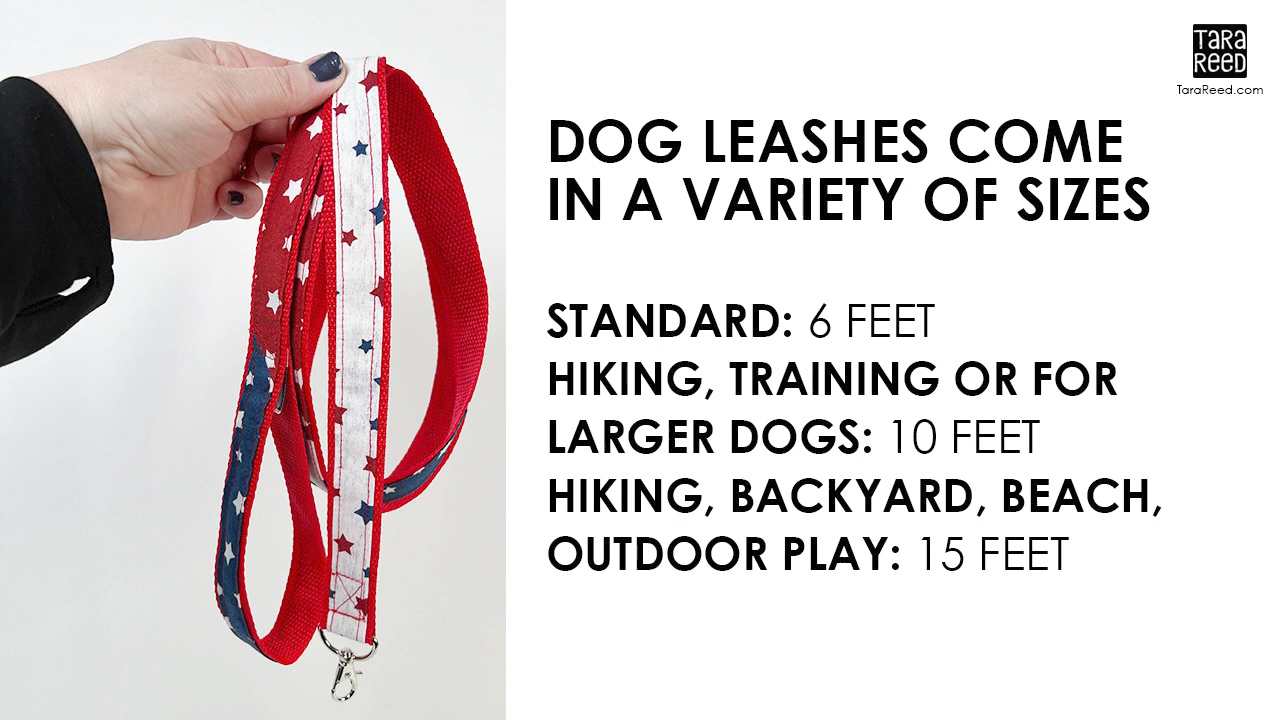 TARA
REED
TaraReed.com
DOG LEASHES COME
IN A VARIETY OF SIZES
STANDARD: 6 FEET
HIKING, TRAINING OR FOR
LARGER DOGS: 10 FEET
HIKING, BACKYARD, BEACH,
OUTDOOR PLAY: 15 FEET